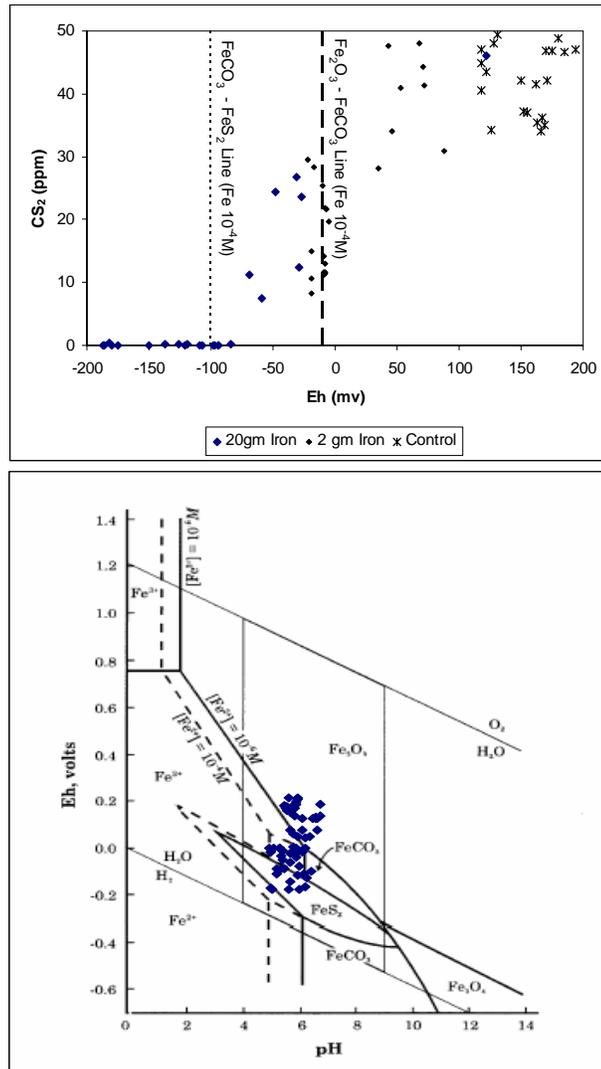 50
40
30
20
10
0
CS₂ (ppm)
FeCO₃ - FeS₂ Line (Fe 10⁻⁴M)
Fe₂O₃ - FeCO₃ Line (Fe 10⁻⁴M)
-200 -150 -100 -50 0 50 100 150 200
Eh (mv)
20gm Iron 2 gm Iron Control
1.4
1.2
1.0
0.8
0.6
0.4
0.2
0.0
-0.2
-0.4
-0.6
Eh, volts
Fe³⁺
[Fe²⁺] = 10⁻⁶M
[Fe²⁺] = 10⁻⁴M
O₂
H₂O
Fe²⁺
FeCO₃
H₂O
H₂
FeS₂
Fe²⁺
FeCO₃
Fe₃O₄
0 2 4 6 8 10 12 14
pH